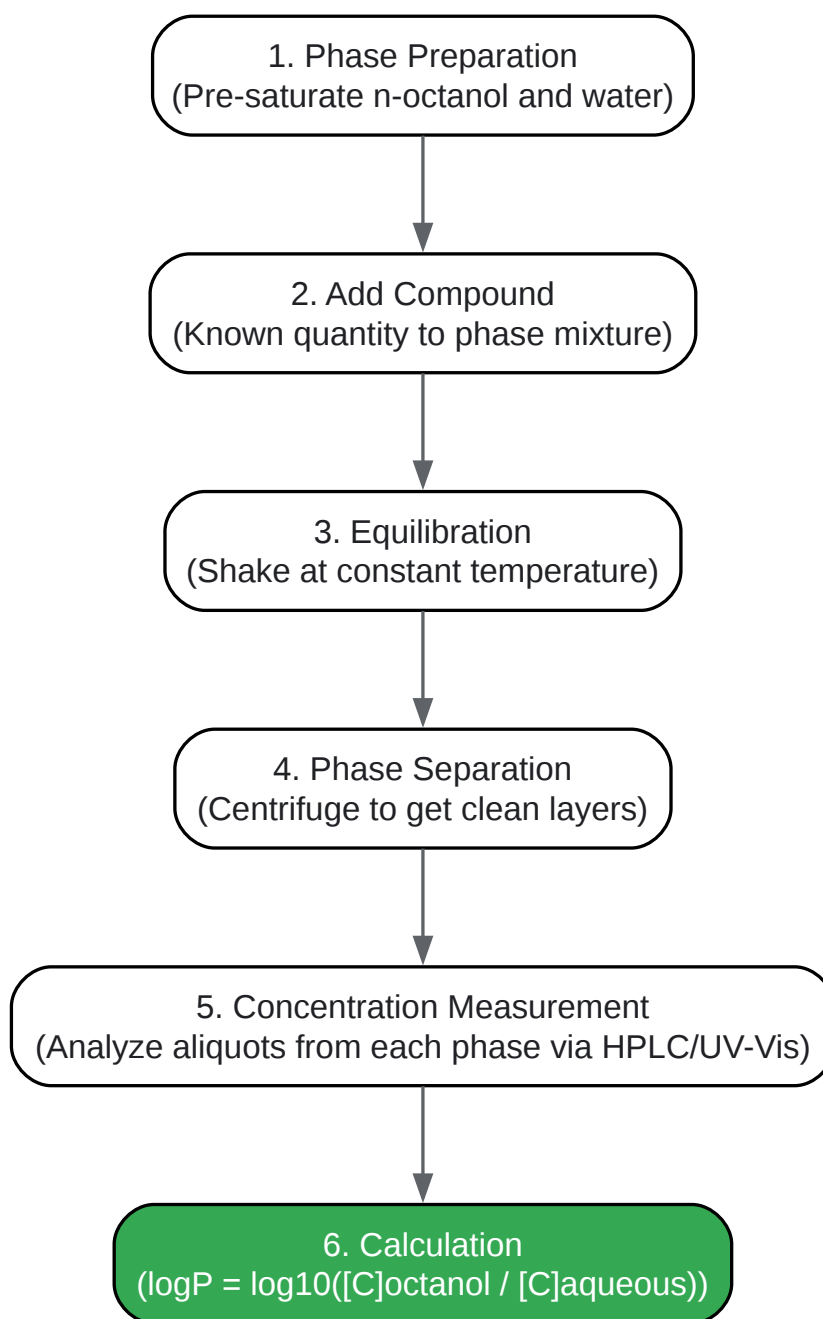 1. Phase Preparation
(Pre-saturate n-octanol and water)
2. Add Compound
(Known quantity to phase mixture)
3. Equilibration
(Shake at constant temperature)
4. Phase Separation
(Centrifuge to get clean layers)
5. Concentration Measurement
(Analyze aliquots from each phase via HPLC/UV-Vis)
6. Calculation
(logP = log10([C]octanol / [C]aqueous))